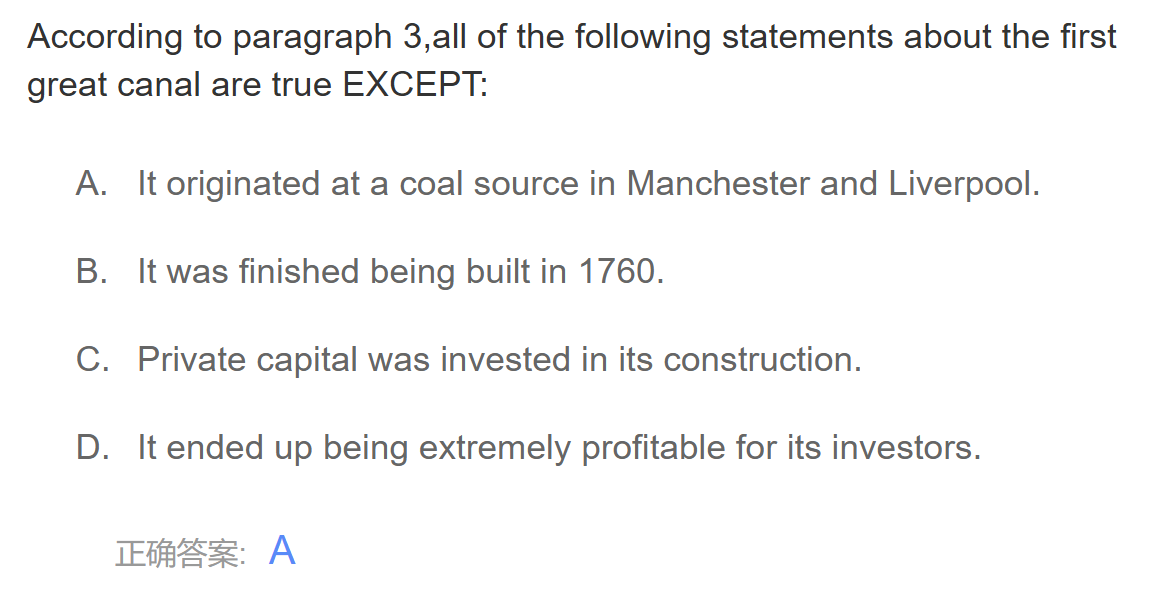 According to paragraph 3,all of the following statements about the first
great canal are true EXCEPT:
A. It originated at a coal source in Manchester and Liverpool.
B. It was finished being built in 1760.
C. Private capital was invested in its construction.
D. It ended up being extremely profitable for its investors.
正确答案: A